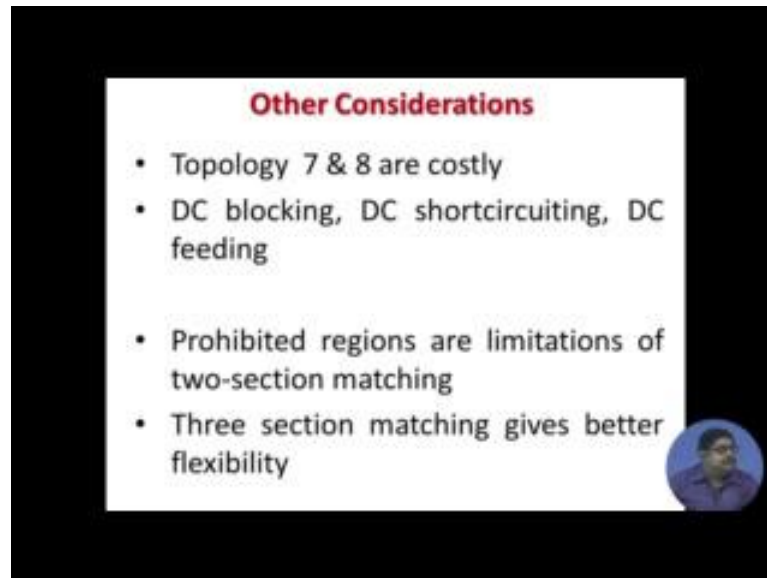 Other Considerations
• Topology 7 & 8 are costly
• DC blocking, DC shortcircuiting, DC
feeding
• Prohibited regions are limitations of
two-section matching
• Three section matching gives better
flexibility